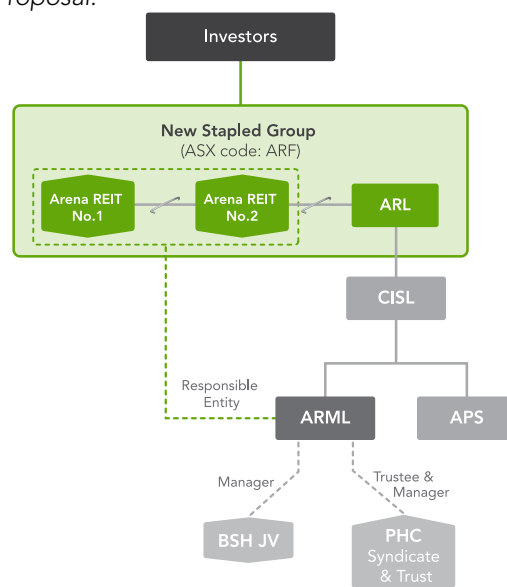 roposal.
Investors
New Stapled Group
(ASX code: ARF)
Arena REIT
No.1
Arena REIT
No.2
ARL
CISL
Responsible
Entity
ARML
APS
Manager
Trustee &
Manager
BSH JV
PHC
Syndicate
& Trust